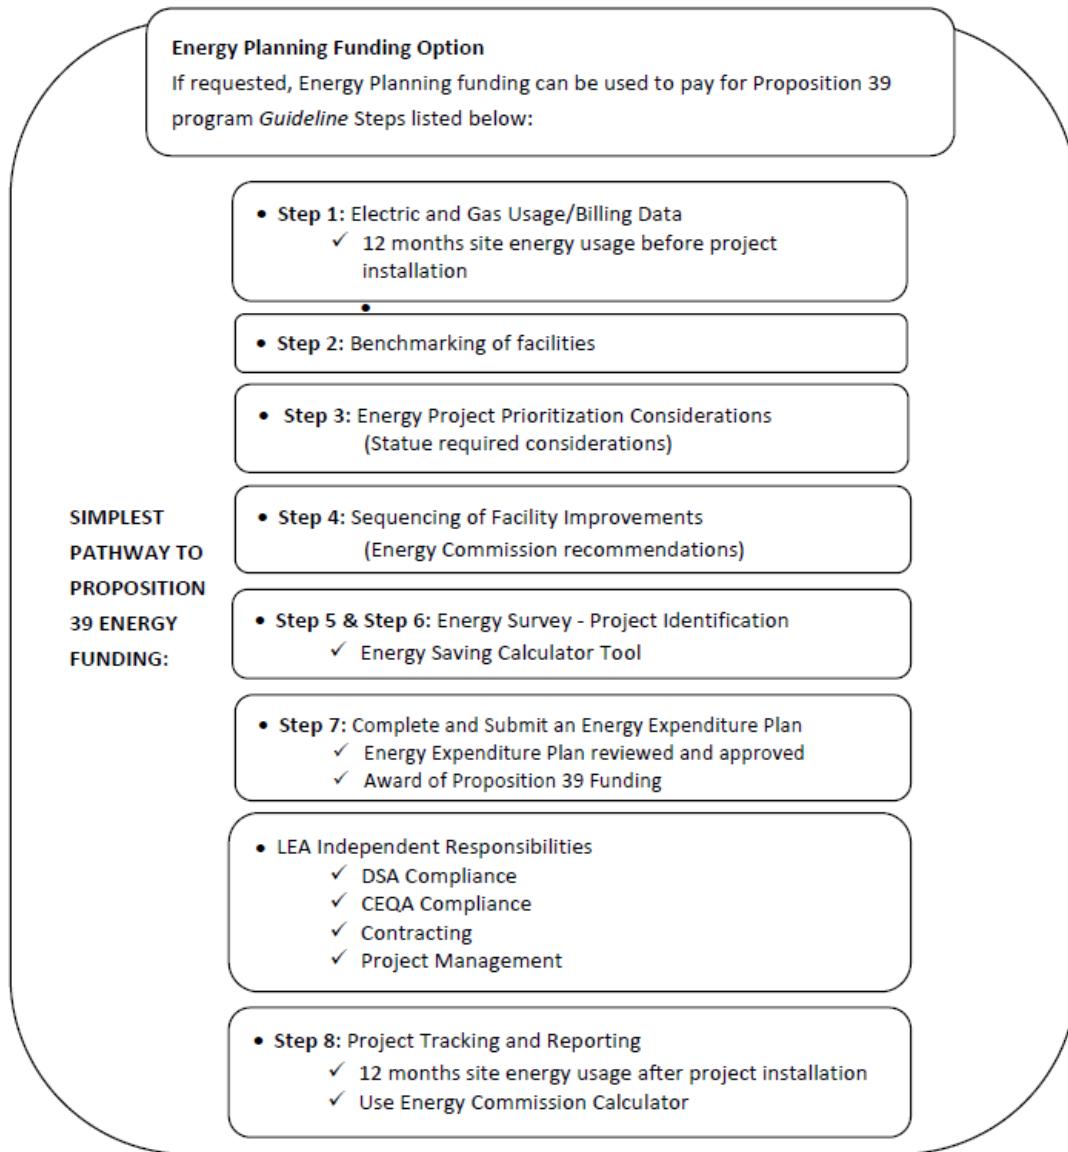 Energy Planning Funding Option
If requested, Energy Planning funding can be used to pay for Proposition 39
program Guideline Steps listed below:
• Step 1: Electric and Gas Usage/Billing Data
✓ 12 months site energy usage before project
installation
•
• Step 2: Benchmarking of facilities
• Step 3: Energy Project Prioritization Considerations
(Statue required considerations)
SIMPLEST
PATHWAY TO
PROPOSITION
39 ENERGY
FUNDING:
• Step 4: Sequencing of Facility Improvements
(Energy Commission recommendations)
• Step 5 & Step 6: Energy Survey - Project Identification
✓ Energy Saving Calculator Tool
• Step 7: Complete and Submit an Energy Expenditure Plan
✓ Energy Expenditure Plan reviewed and approved
✓ Award of Proposition 39 Funding
• LEA Independent Responsibilities
✓ DSA Compliance
✓ CEQA Compliance
✓ Contracting
✓ Project Management
• Step 8: Project Tracking and Reporting
✓ 12 months site energy usage after project installation
✓ Use Energy Commission Calculator